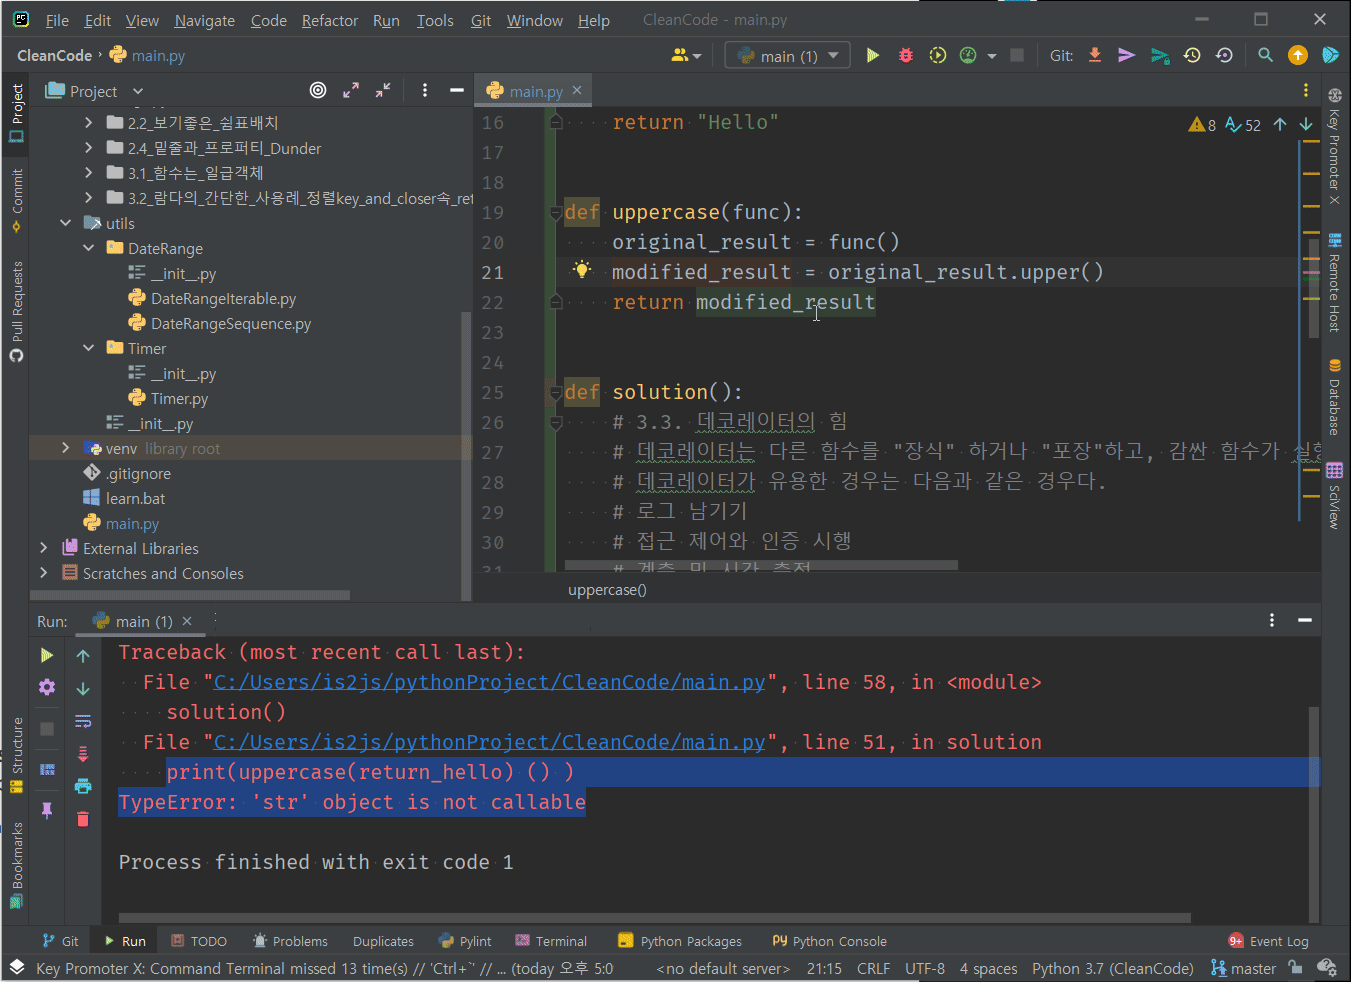 File Edit View Navigate Code Refactor Run Tools Git Window Help CleanCode - main.py
CleanCode main.py main (1) Git:
Project
main.py
2.2_보기좋은_쉼표배치
2.4_밑줄과_프로퍼티_Dunder
3.1_함수는_일급객체
3.2_람다의_간단한_사용례_정렬key_and_closer속_ret
utils
DateRange
__init__.py
DateRangeIterable.py
DateRangeSequence.py
Timer
__init__.py
Timer.py
__init__.py
venv library root
.gitignore
learn.bat
main.py
External Libraries
Scratches and Consoles
8 52
16 return "Hello"
17
18
19 def uppercase(func):
20 original_result = func()
21 modified_result = original_result.upper()
22 return modified_result
23
24
25 def solution():
26 # 3.3. 데코레이터의 힘
27 # 데코레이터는 다른 함수를 "장식" 하거나 "포장"하고, 감싼 함수가 실행
28 # 데코레이터가 유용한 경우는 다음과 같은 경우다.
29 # 로그 남기기
30 # 접근 제어와 인증 시행
31 # 계측 및 시간 측정
uppercase()
Project
Commit
Pull Requests
Structure
Bookmarks
Key Promoter X
Remote Host
Database
SciView
Run: main (1)
Traceback (most recent call last):
File "C:/Users/is2js/pythonProject/CleanCode/main.py", line 58, in <module>
solution()
File "C:/Users/is2js/pythonProject/CleanCode/main.py", line 51, in solution
print(uppercase(return_hello) () )
TypeError: 'str' object is not callable
Process finished with exit code 1
Git Run TODO Problems Duplicates Pylint Terminal Python Packages Python Console 9+ Event Log
Key Promoter X: Command Terminal missed 13 time(s) // 'Ctrl+`' // ... (today 오후 5:0 <no default server> 21:15 CRLF UTF-8 4 spaces Python 3.7 (CleanCode) master